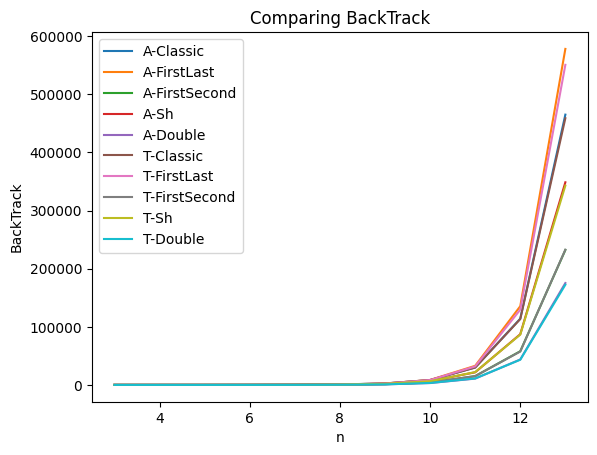 Comparing BackTrack
600000
500000
400000
300000
200000
100000
0
BackTrack
A-Classic
A-FirstLast
A-FirstSecond
A-Sh
A-Double
T-Classic
T-FirstLast
T-FirstSecond
T-Sh
T-Double
4 6 8 10 12
n